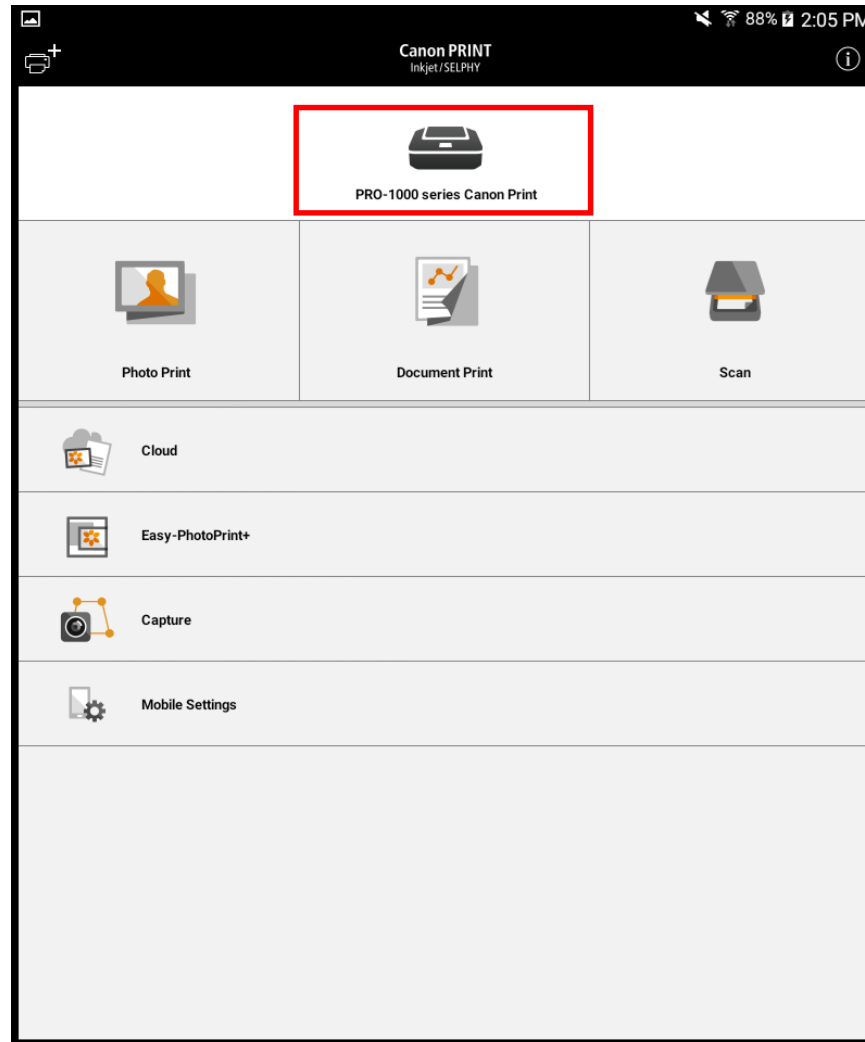 88% 2:05 PM
Canon PRINT
Inkjet/SELPHY
PRO-1000 series Canon Print
Photo Print
Document Print
Scan
Cloud
Easy-PhotoPrint+
Capture
Mobile Settings